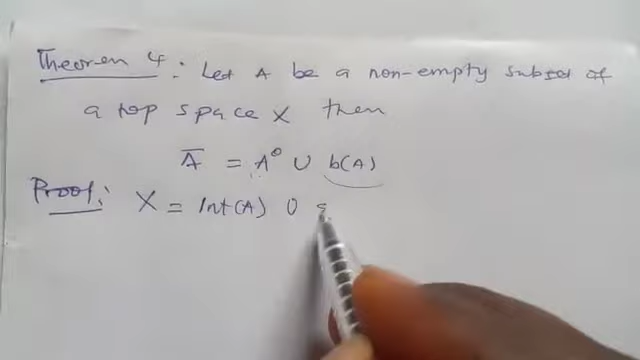 Theorem 4: Let A be a non-empty subset of
a top space X then
A̅ = A° ∪ b(A)
Proof: X = Int(A) ∪